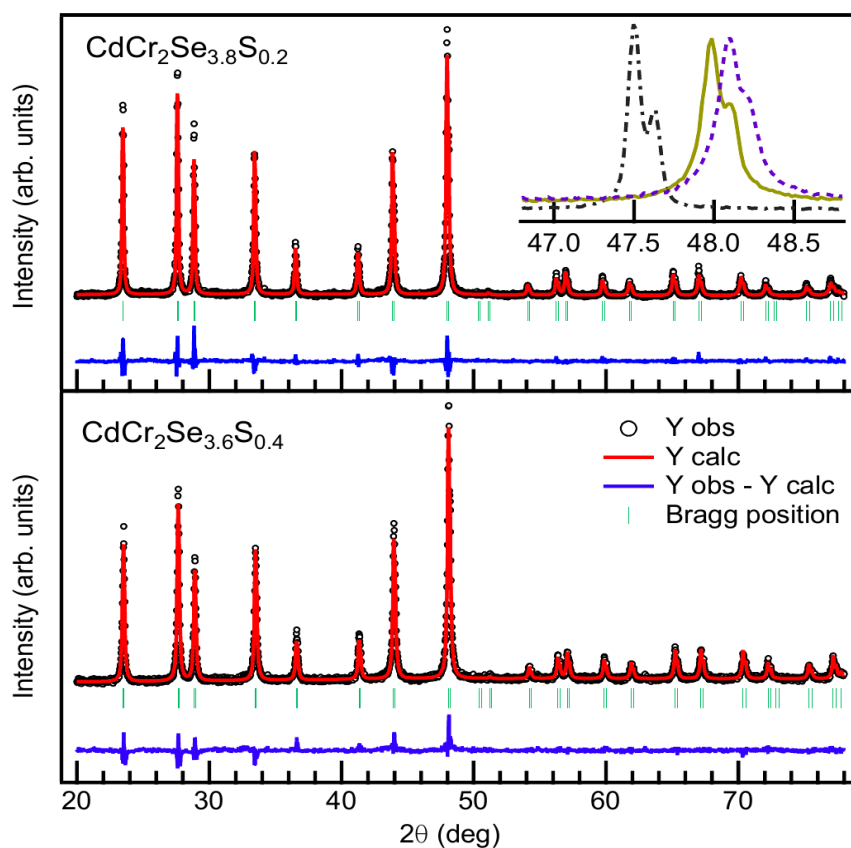 CdCr₂Se₃.₈S₀.₂
47.0 47.5 48.0 48.5
Intensity (arb. units)
CdCr₂Se₃.₆S₀.₄
Y obs
Y calc
Y obs - Y calc
Bragg position
Intensity (arb. units)
20 30 40 50 60 70
2θ (deg)